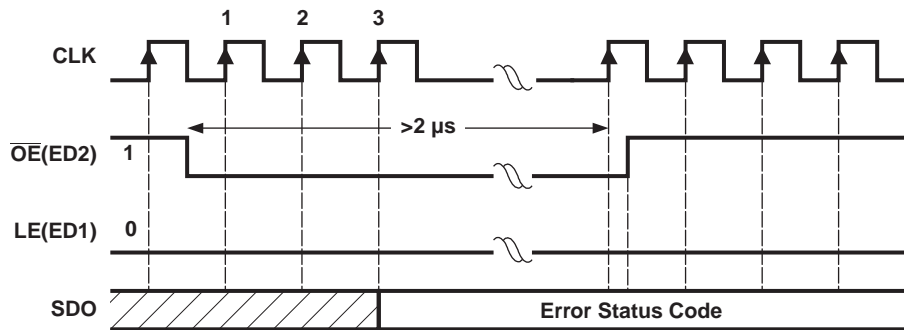 1 2 3
CLK
>2 µs
OE(ED2) 1
LE(ED1) 0
SDO Error Status Code